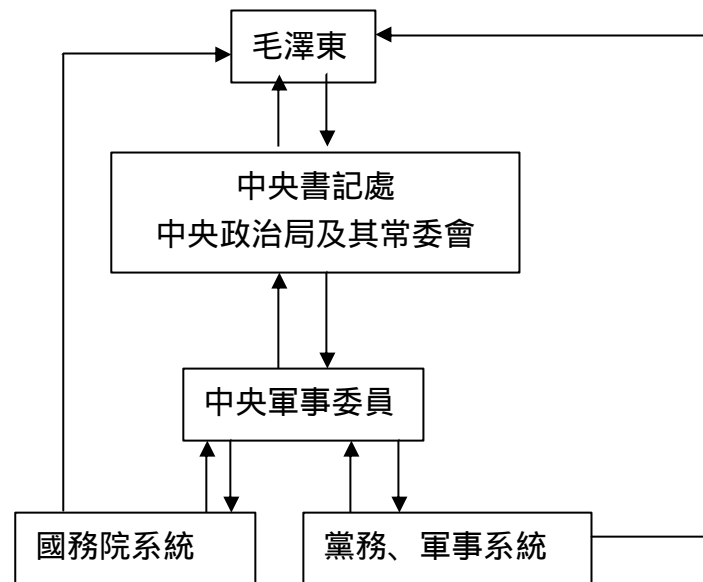 毛澤東
中央書記處
中央政治局及其常委會
中央軍事委員
國務院系統
黨務、軍事系統